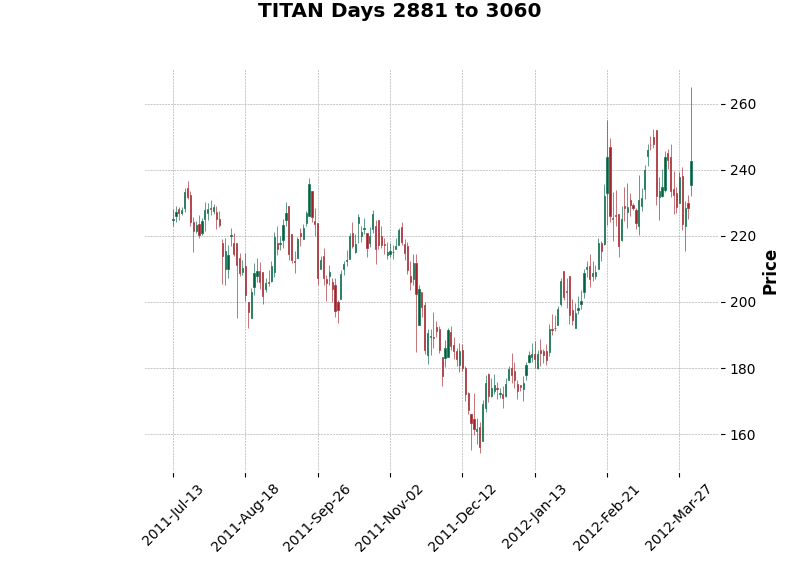 TITAN Days 2881 to 3060
260
240
220
200
180
160
Price
2011-Jul-13
2011-Aug-18
2011-Sep-26
2011-Nov-02
2011-Dec-12
2012-Jan-13
2012-Feb-21
2012-Mar-27